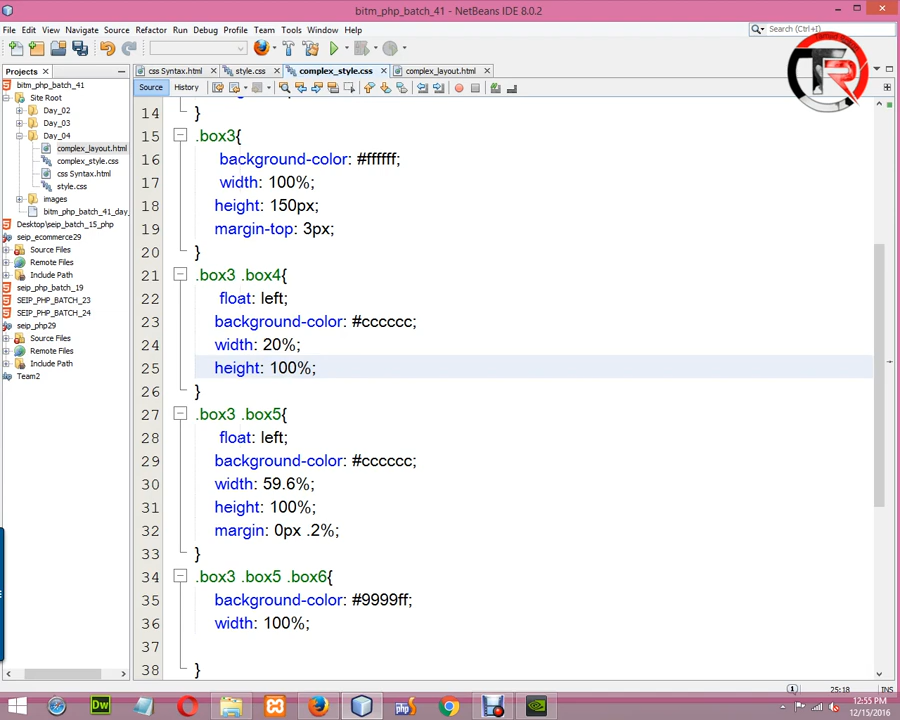 bitm_php_batch_41 - NetBeans IDE 8.0.2
File Edit View Navigate Source Refactor Run Debug Profile Team Tools Window Help
Search (Ctrl+I)
Projects
css Syntax.html
style.css
complex_style.css
complex_layout.html
Source
History
bitm_php_batch_41
Site Root
Day_02
Day_03
Day_04
complex_layout.html
complex_style.css
css Syntax.html
style.css
images
bitm_php_batch_41_day_
Desktop\seip_batch_15_php
seip_ecommerce29
Source Files
Remote Files
Include Path
seip_php_batch_19
SEIP_PHP_BATCH_23
SEIP_PHP_BATCH_24
seip_php29
Source Files
Remote Files
Include Path
Team2
14 }
15 .box3{
16 background-color: #ffffff;
17 width: 100%;
18 height: 150px;
19 margin-top: 3px;
20 }
21 .box3 .box4{
22 float: left;
23 background-color: #cccccc;
24 width: 20%;
25 height: 100%;
26 }
27 .box3 .box5{
28 float: left;
29 background-color: #cccccc;
30 width: 59.6%;
31 height: 100%;
32 margin: 0px .2%;
33 }
34 .box3 .box5 .box6{
35 background-color: #9999ff;
36 width: 100%;
37
38 }
1
25:18
INS
Dw
php
12:55 PM
12/15/2016